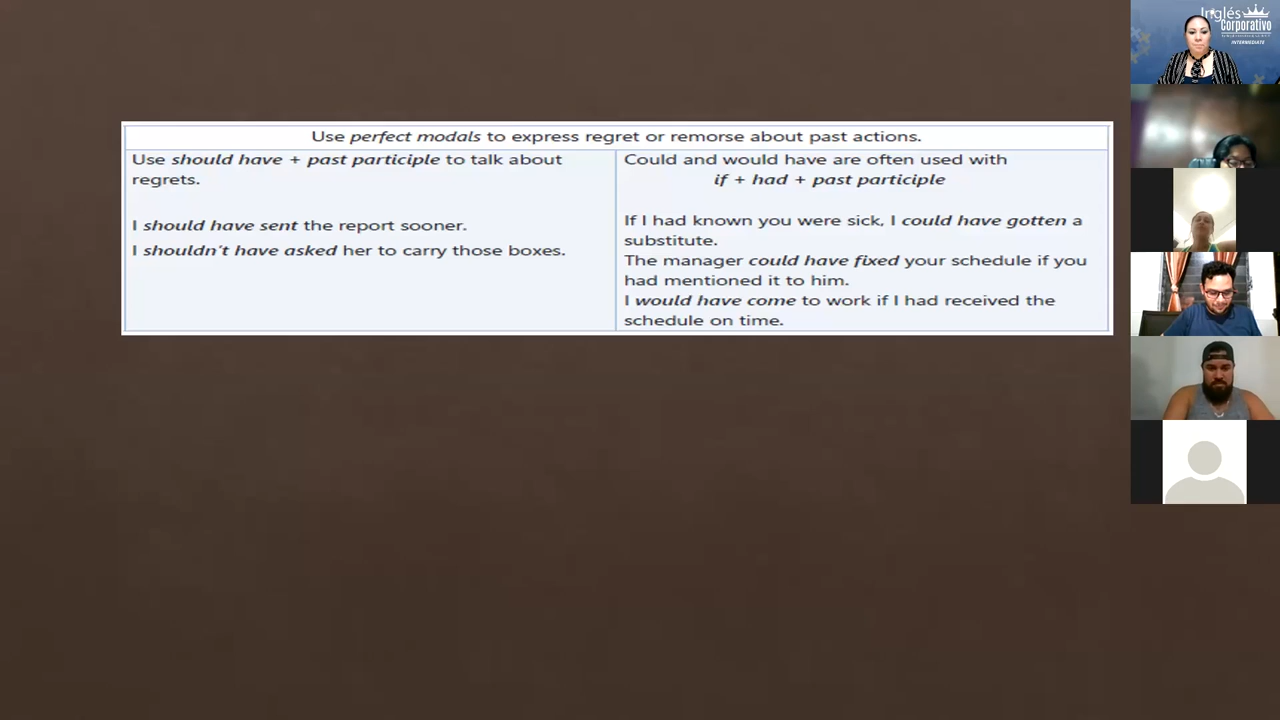 Use perfect modals to express regret or remorse about past actions.
Use should have + past participle to talk about
regrets.
I should have sent the report sooner.
I shouldn't have asked her to carry those boxes.
Could and would have are often used with
if + had + past participle
If I had known you were sick, I could have gotten a
substitute.
The manager could have fixed your schedule if you
had mentioned it to him.
I would have come to work if I had received the
schedule on time.
Inglés
Corporativo
INTERMEDIATE